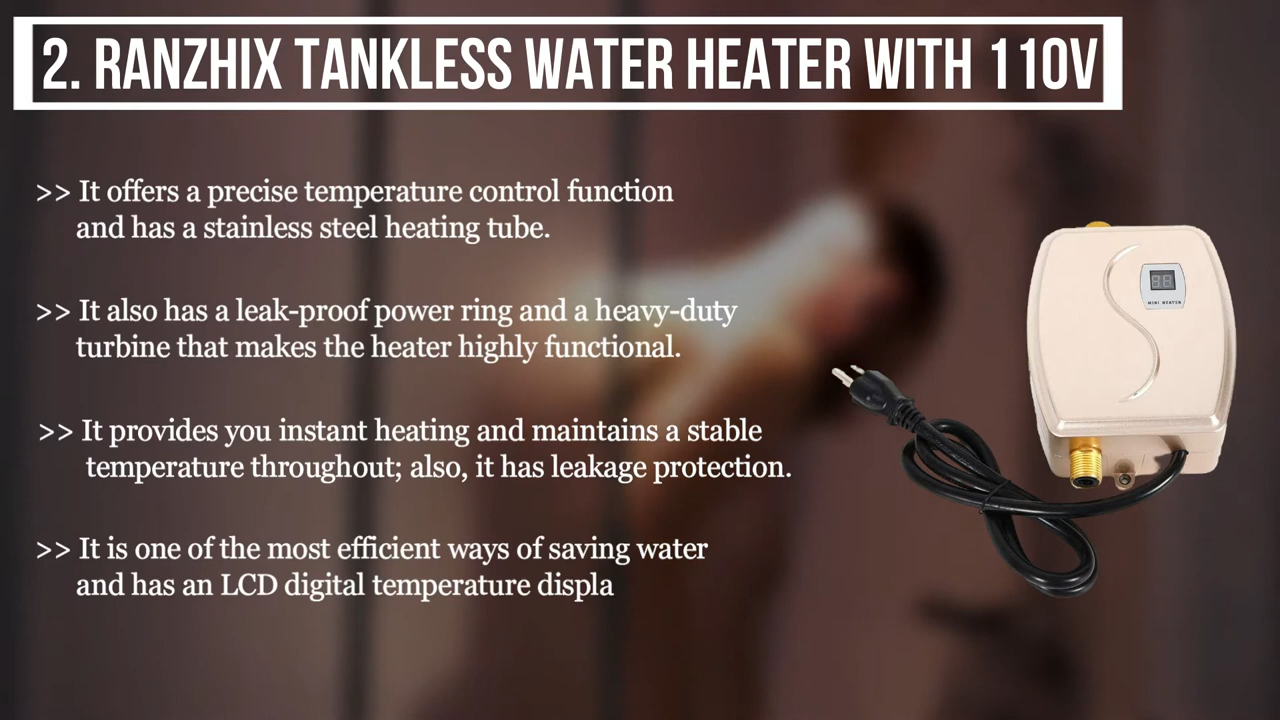 2. RANZHIX TANKLESS WATER HEATER WITH 110V
>> It offers a precise temperature control function
and has a stainless steel heating tube.
>> It also has a leak-proof power ring and a heavy-duty
turbine that makes the heater highly functional.
>> It provides you instant heating and maintains a stable
temperature throughout; also, it has leakage protection.
>> It is one of the most efficient ways of saving water
and has an LCD digital temperature displa
88
MINI HEATER